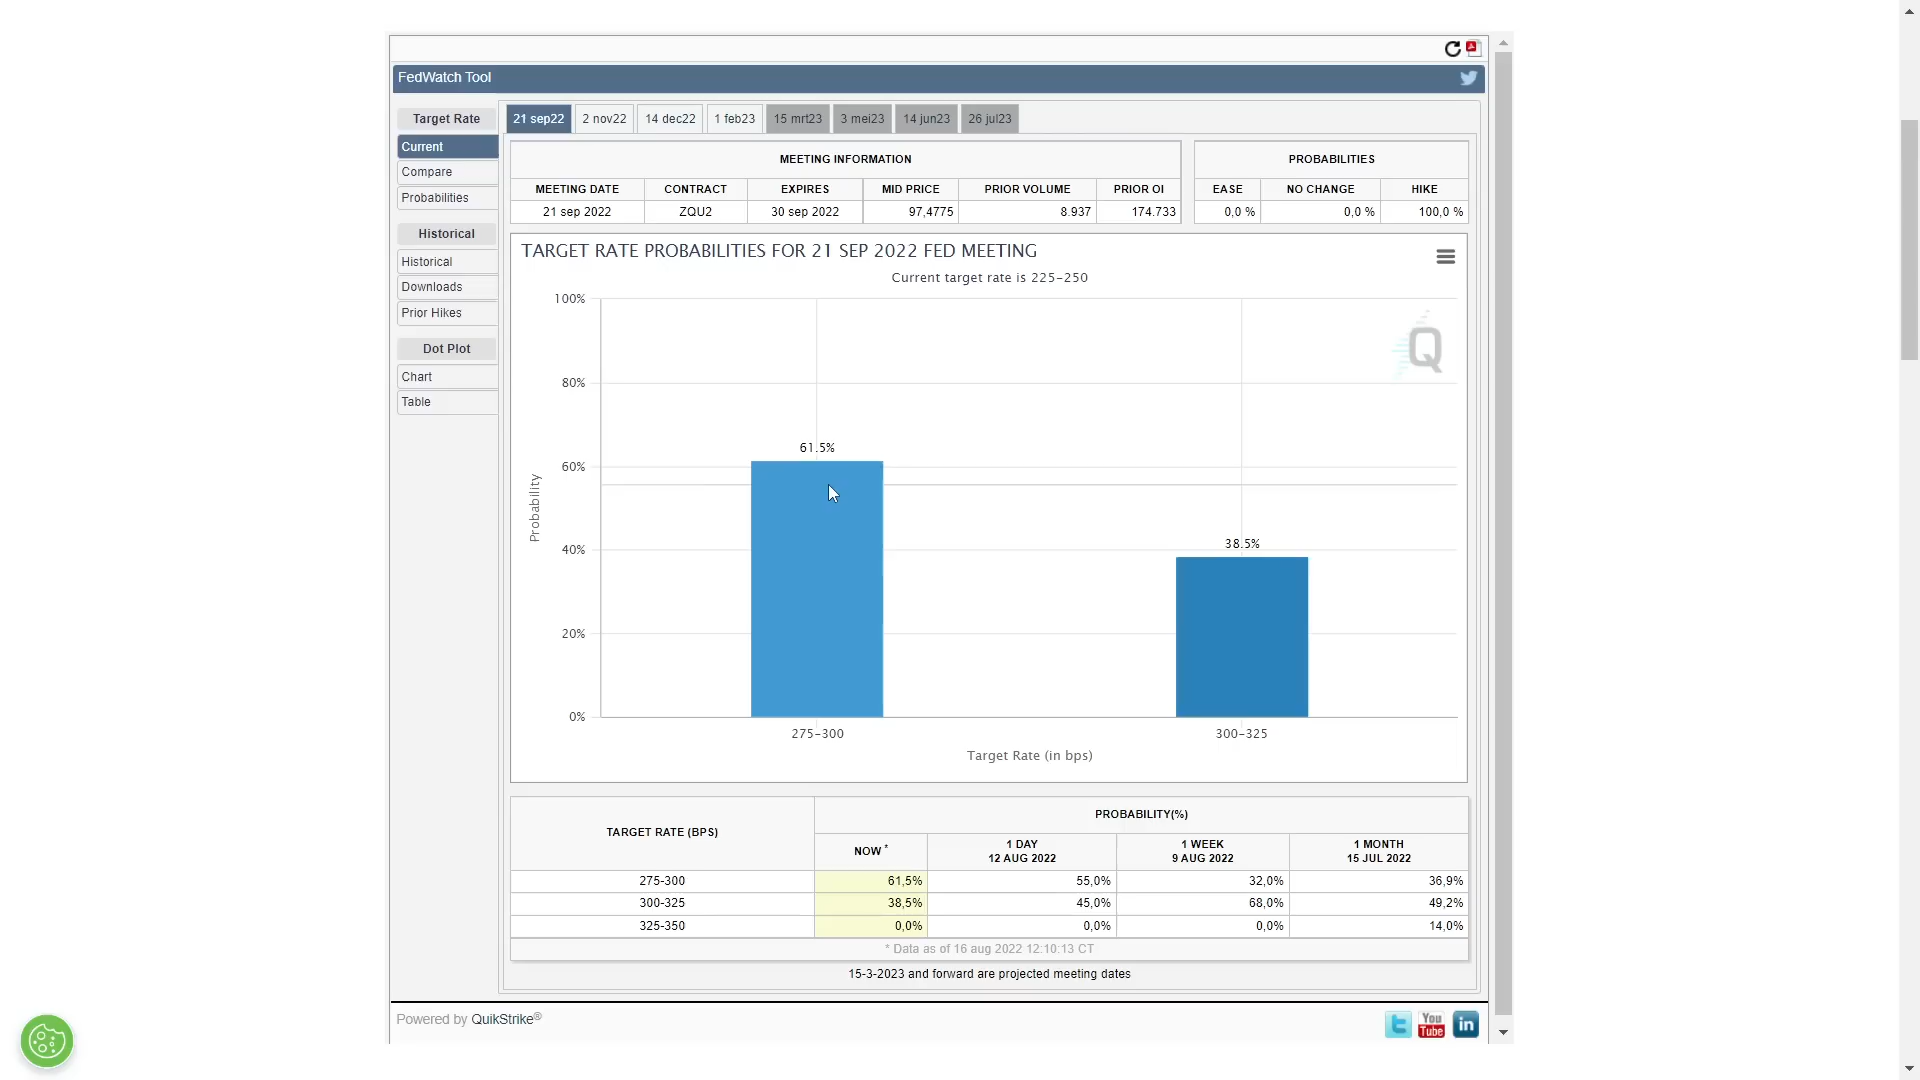 FedWatch Tool
Target Rate
Current
Compare
Probabilities
Historical
Historical
Downloads
Prior Hikes
Dot Plot
Chart
Table
21 sep22 2 nov22 14 dec22 1 feb23 15 mrt23 3 mei23 14 jun23 26 jul23
MEETING INFORMATION
MEETING DATE CONTRACT EXPIRES MID PRICE PRIOR VOLUME PRIOR OI
21 sep 2022 ZQU2 30 sep 2022 97,4775 8.937 174.733
PROBABILITIES
EASE NO CHANGE HIKE
0,0 % 0,0 % 100,0 %
TARGET RATE PROBABILITIES FOR 21 SEP 2022 FED MEETING
Current target rate is 225-250
Q
Probability
100%
80%
60%
40%
20%
0%
61.5%
38.5%
275-300 300-325
Target Rate (in bps)
TARGET RATE (BPS) PROBABILITY(%)
NOW * 1 DAY 1 WEEK 1 MONTH
12 AUG 2022 9 AUG 2022 15 JUL 2022
275-300 61,5% 55,0% 32,0% 36,9%
300-325 38,5% 45,0% 68,0% 49,2%
325-350 0,0% 0,0% 0,0% 14,0%
* Data as of 16 aug 2022 12:10:13 CT
15-3-2023 and forward are projected meeting dates
Powered by QuikStrike®
You
Tube
in